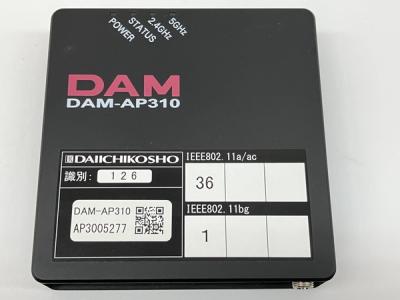 POWER
STATUS
2.4GHz
5GHz
DAM
DAM-AP310
DAIICHIKOSHO
識別: 126
IEEE802.11a/ac
36
DAM-AP310
AP3005277
IEEE802.11bg
1